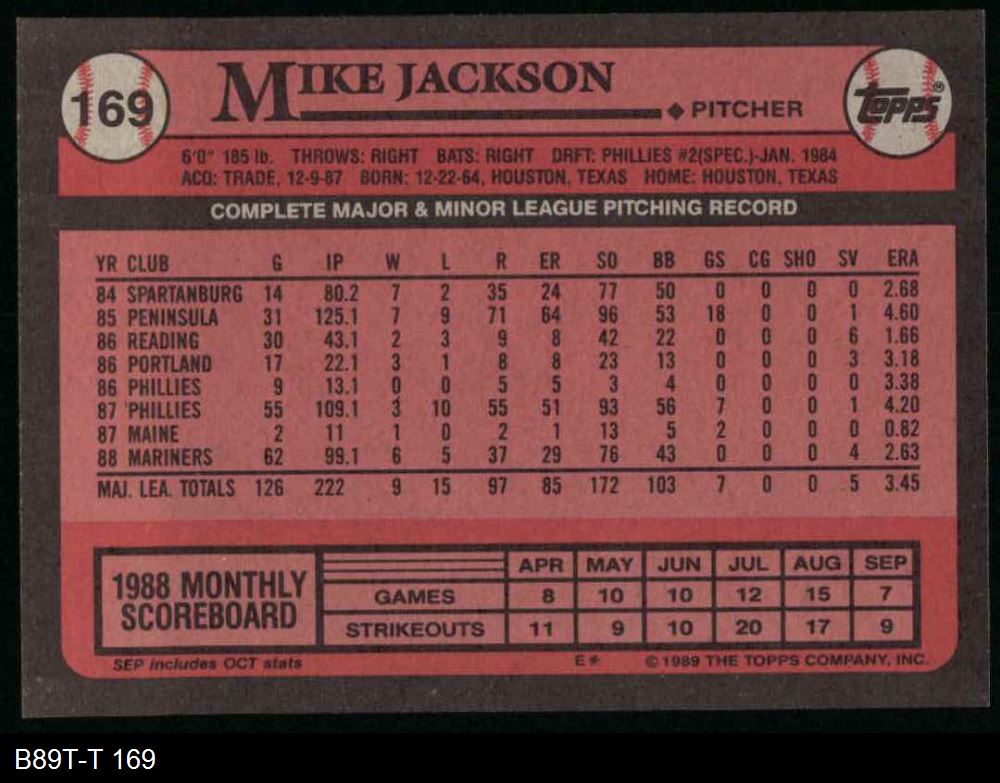 169
MIKE JACKSON
PITCHER
topps
6'0" 185 lb. THROWS: RIGHT BATS: RIGHT DRFT: PHILLIES #2(SPEC.)-JAN. 1984
ACQ: TRADE, 12-9-87 BORN: 12-22-64, HOUSTON, TEXAS HOME: HOUSTON, TEXAS
COMPLETE MAJOR & MINOR LEAGUE PITCHING RECORD
YR CLUB G IP W L R ER SO BB GS CG SHO SV ERA
84 SPARTANBURG 14 80.2 7 2 35 24 77 50 0 0 0 0 2.68
85 PENINSULA 31 125.1 7 9 71 64 96 53 18 0 0 1 4.60
86 READING 30 43.1 2 3 9 8 42 22 0 0 0 6 1.66
86 PORTLAND 17 22.1 3 1 8 8 23 13 0 0 0 3 3.18
86 PHILLIES 9 13.1 0 0 5 5 3 4 0 0 0 0 3.38
87 PHILLIES 55 109.1 3 10 55 51 93 56 7 0 0 1 4.20
87 MAINE 2 11 1 0 2 1 13 5 2 0 0 0 0.82
88 MARINERS 62 99.1 6 5 37 29 76 43 0 0 0 4 2.63
MAJ. LEA. TOTALS 126 222 9 15 97 85 172 103 7 0 0 5 3.45
1988 MONTHLY
SCOREBOARD
APR MAY JUN JUL AUG SEP
GAMES 8 10 10 12 15 7
STRIKEOUTS 11 9 10 20 17 9
SEP includes OCT stats
E* ©1989 THE TOPPS COMPANY, INC.
B89T-T 169